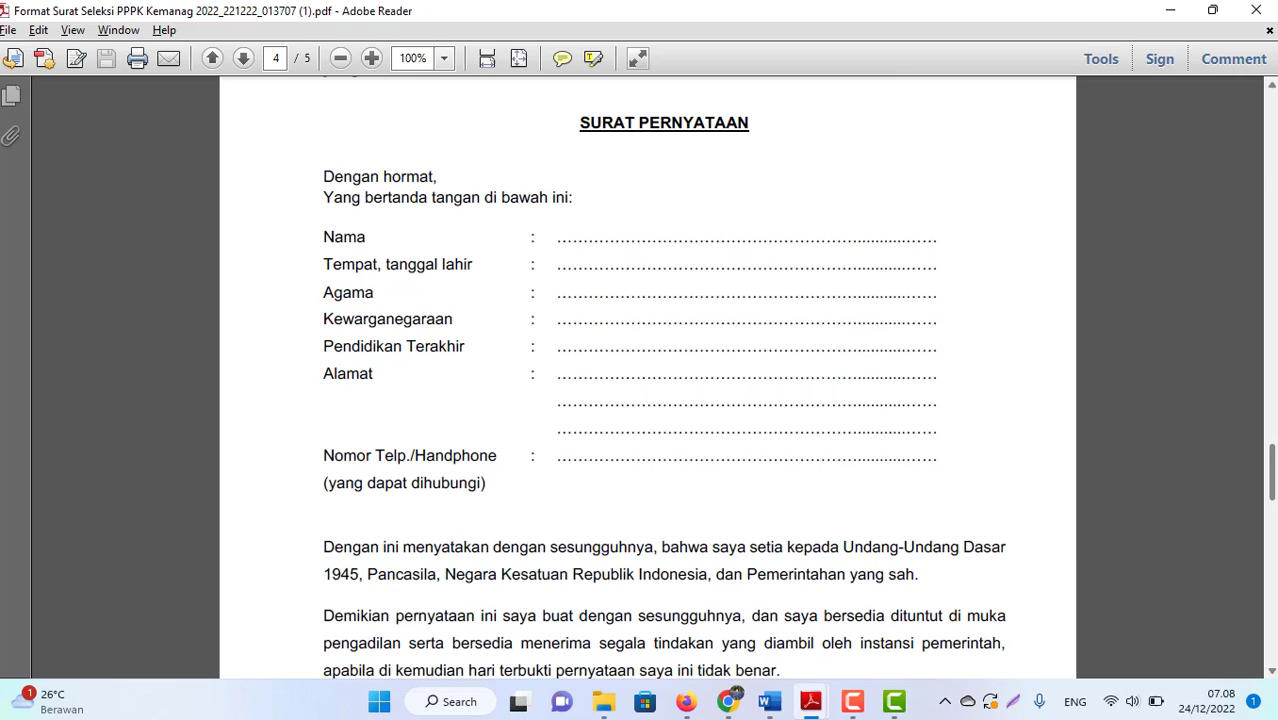 Format Surat Seleksi PPPK Kemanag 2022_221222_013707 (1).pdf - Adobe Reader
File Edit View Window Help
4 / 5 100% Tools Sign Comment
SURAT PERNYATAAN
Dengan hormat,
Yang bertanda tangan di bawah ini:
Nama : ……………………………………………….........……
Tempat, tanggal lahir : ……………………………………………….........……
Agama : ……………………………………………….........……
Kewarganegaraan : ……………………………………………….........……
Pendidikan Terakhir : ……………………………………………….........……
Alamat : ……………………………………………….........……
……………………………………………….........……
……………………………………………….........……
Nomor Telp./Handphone : ……………………………………………….........……
(yang dapat dihubungi)
Dengan ini menyatakan dengan sesungguhnya, bahwa saya setia kepada Undang-Undang Dasar
1945, Pancasila, Negara Kesatuan Republik Indonesia, dan Pemerintahan yang sah.
Demikian pernyataan ini saya buat dengan sesungguhnya, dan saya bersedia dituntut di muka
pengadilan serta bersedia menerima segala tindakan yang diambil oleh instansi pemerintah,
apabila di kemudian hari terbukti pernyataan saya ini tidak benar.
1 26°C Search ENG 07.08
Berawan 24/12/2022 1